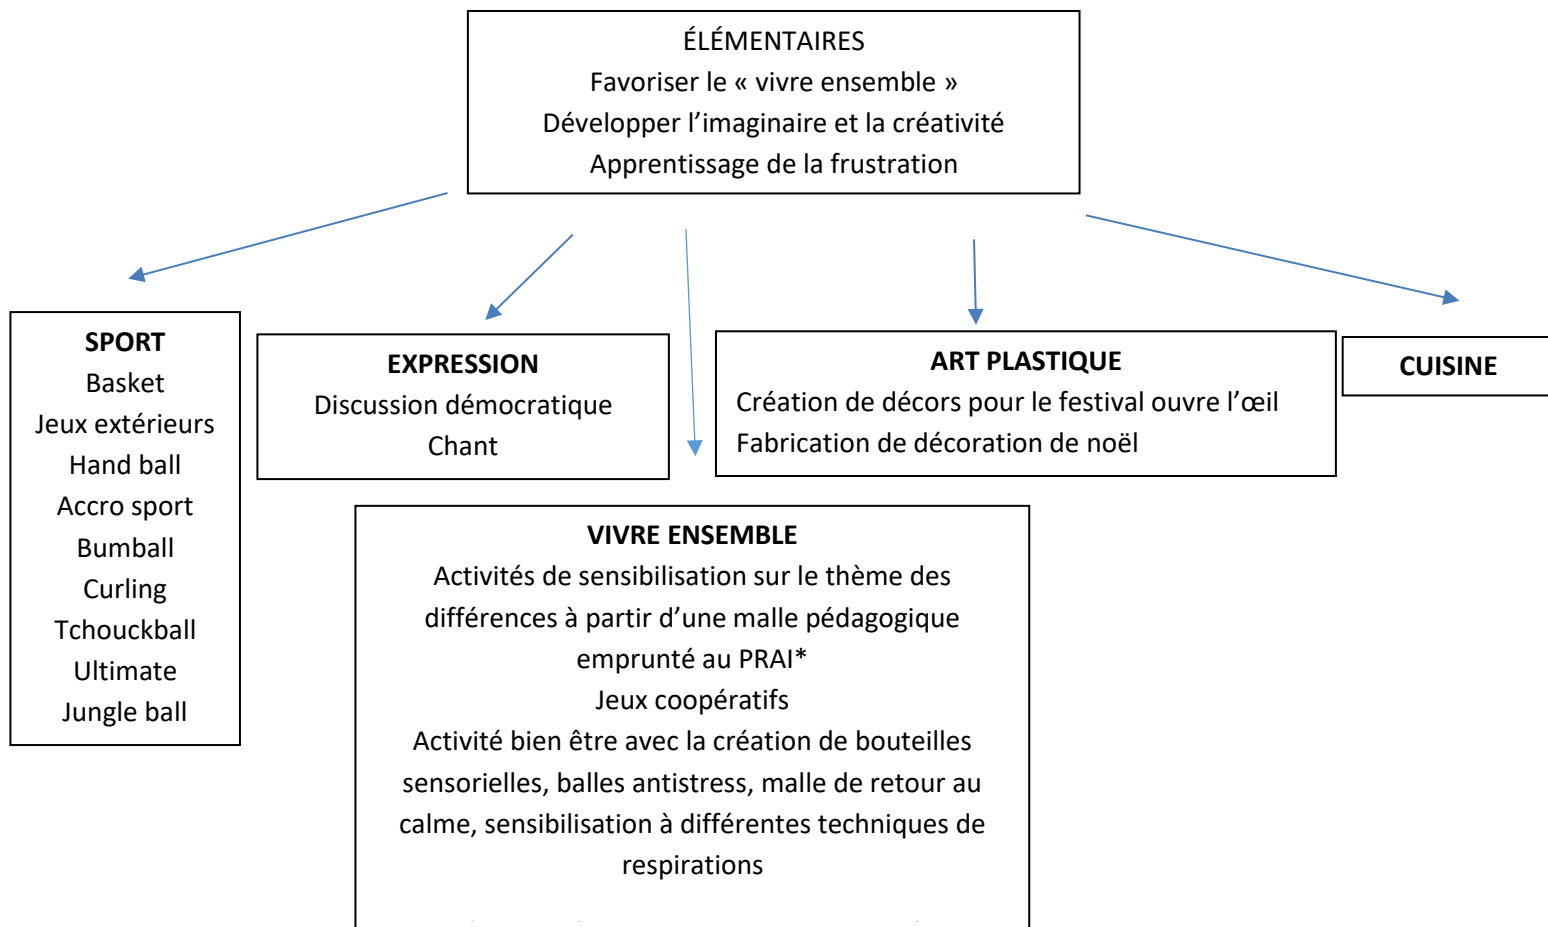 ÉLÉMENTAIRES
Favoriser le « vivre ensemble »
Développer l’imaginaire et la créativité
Apprentissage de la frustration
SPORT
Basket
Jeux extérieurs
Hand ball
Accro sport
Bumball
Curling
Tchouckball
Ultimate
Jungle ball
EXPRESSION
Discussion démocratique
Chant
ART PLASTIQUE
Création de décors pour le festival ouvre l’œil
Fabrication de décoration de noël
CUISINE
VIVRE ENSEMBLE
Activités de sensibilisation sur le thème des
différences à partir d’une malle pédagogique
emprunté au PRAI*
Jeux coopératifs
Activité bien être avec la création de bouteilles
sensorielles, balles antistress, malle de retour au
calme, sensibilisation à différentes techniques de
respirations